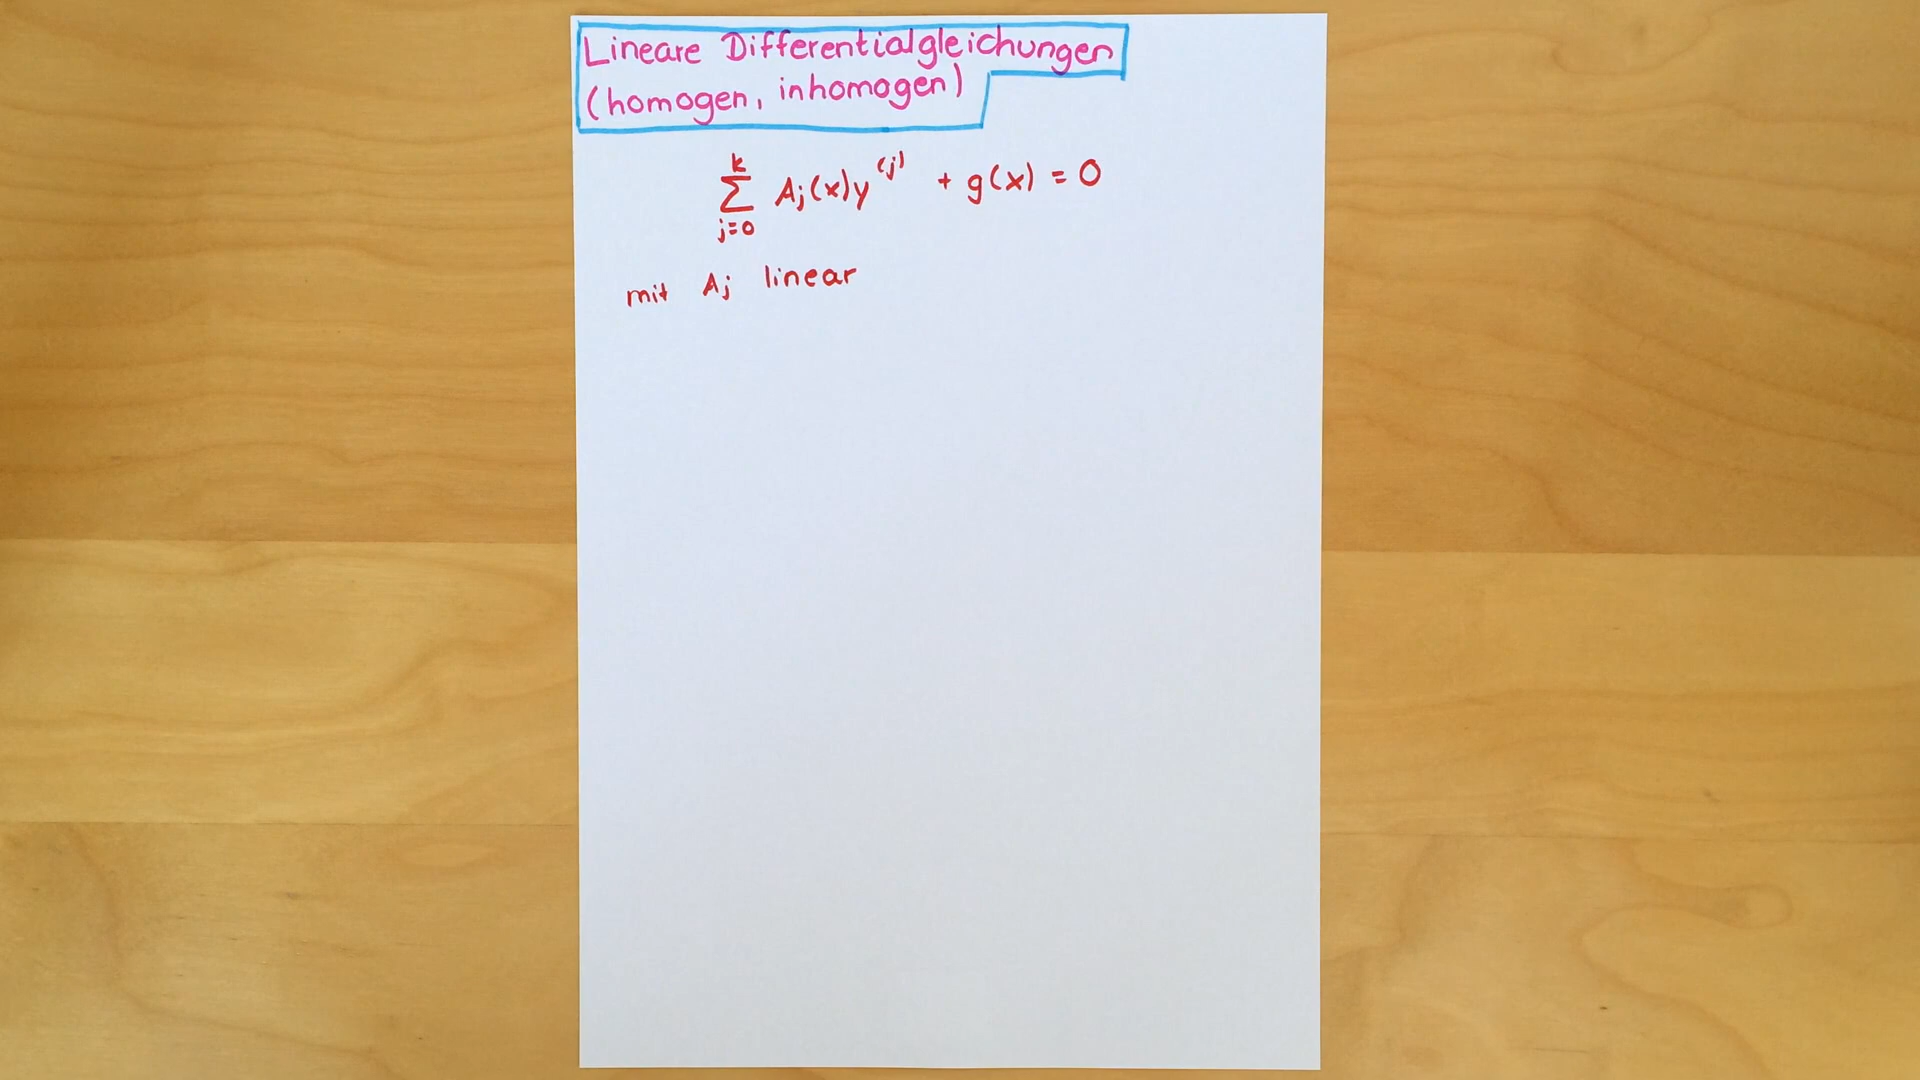 Lineare Differentialgleichungen
(homogen, inhomogen)
k
∑ Aj(x)y^(j) + g(x) = 0
j=0
mit Aj linear